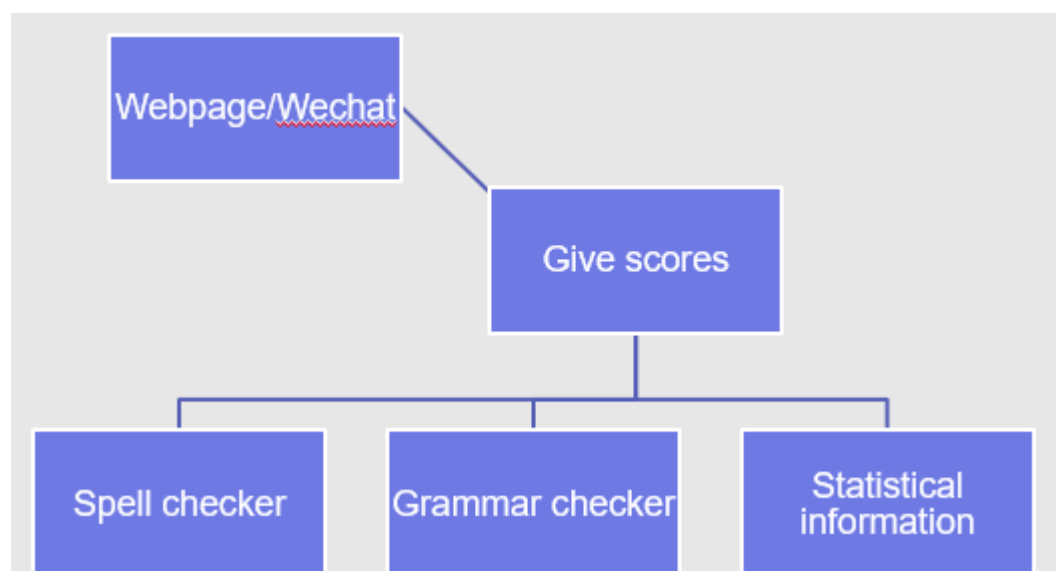 Webpage/Wechat
Give scores
Spell checker
Grammar checker
Statistical
information